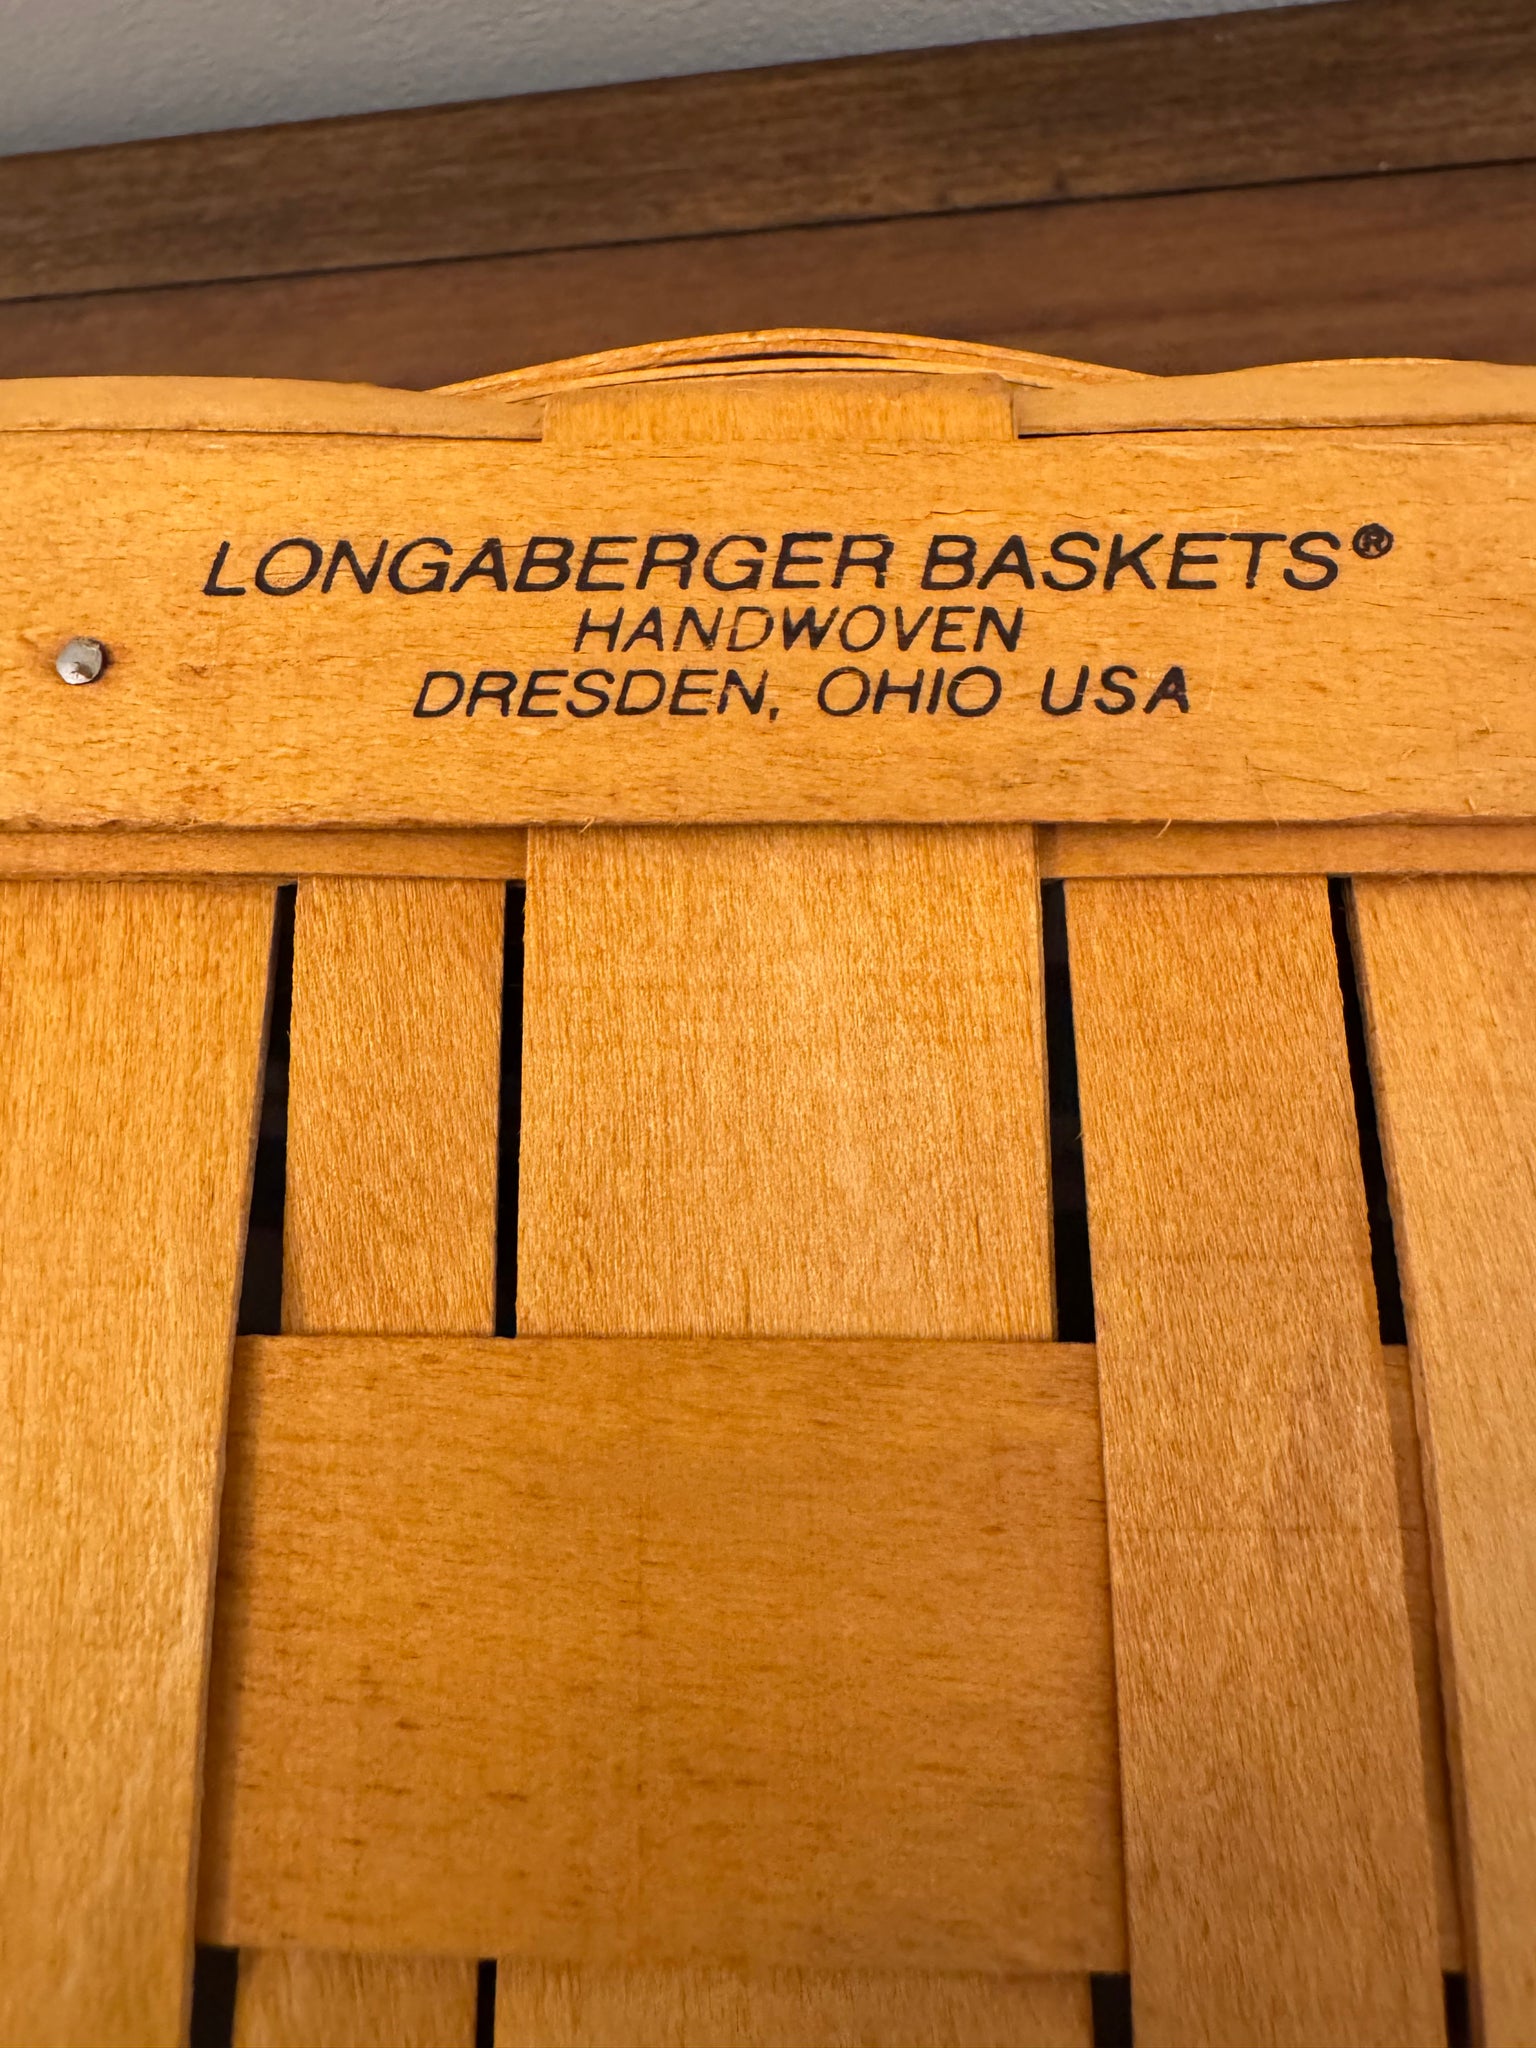 LONGABERGER BASKETS®
HANDWOVEN
DRESDEN, OHIO USA